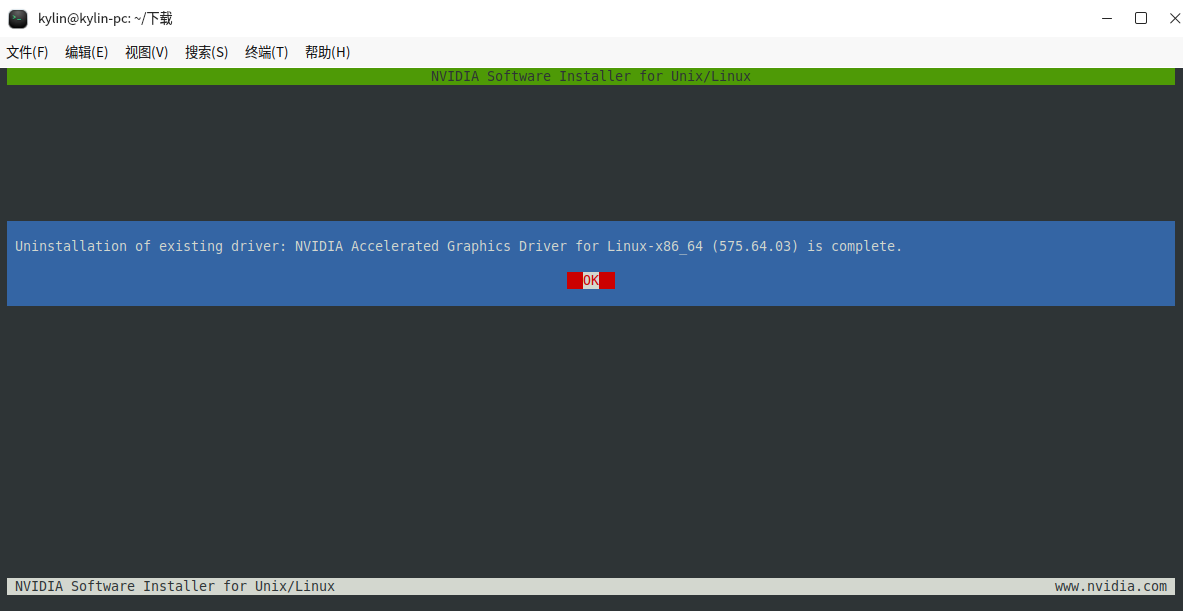 kylin@kylin-pc: ~/下载
文件(F) 编辑(E) 视图(V) 搜索(S) 终端(T) 帮助(H)
NVIDIA Software Installer for Unix/Linux
Uninstallation of existing driver: NVIDIA Accelerated Graphics Driver for Linux-x86_64 (575.64.03) is complete.
OK
NVIDIA Software Installer for Unix/Linux www.nvidia.com